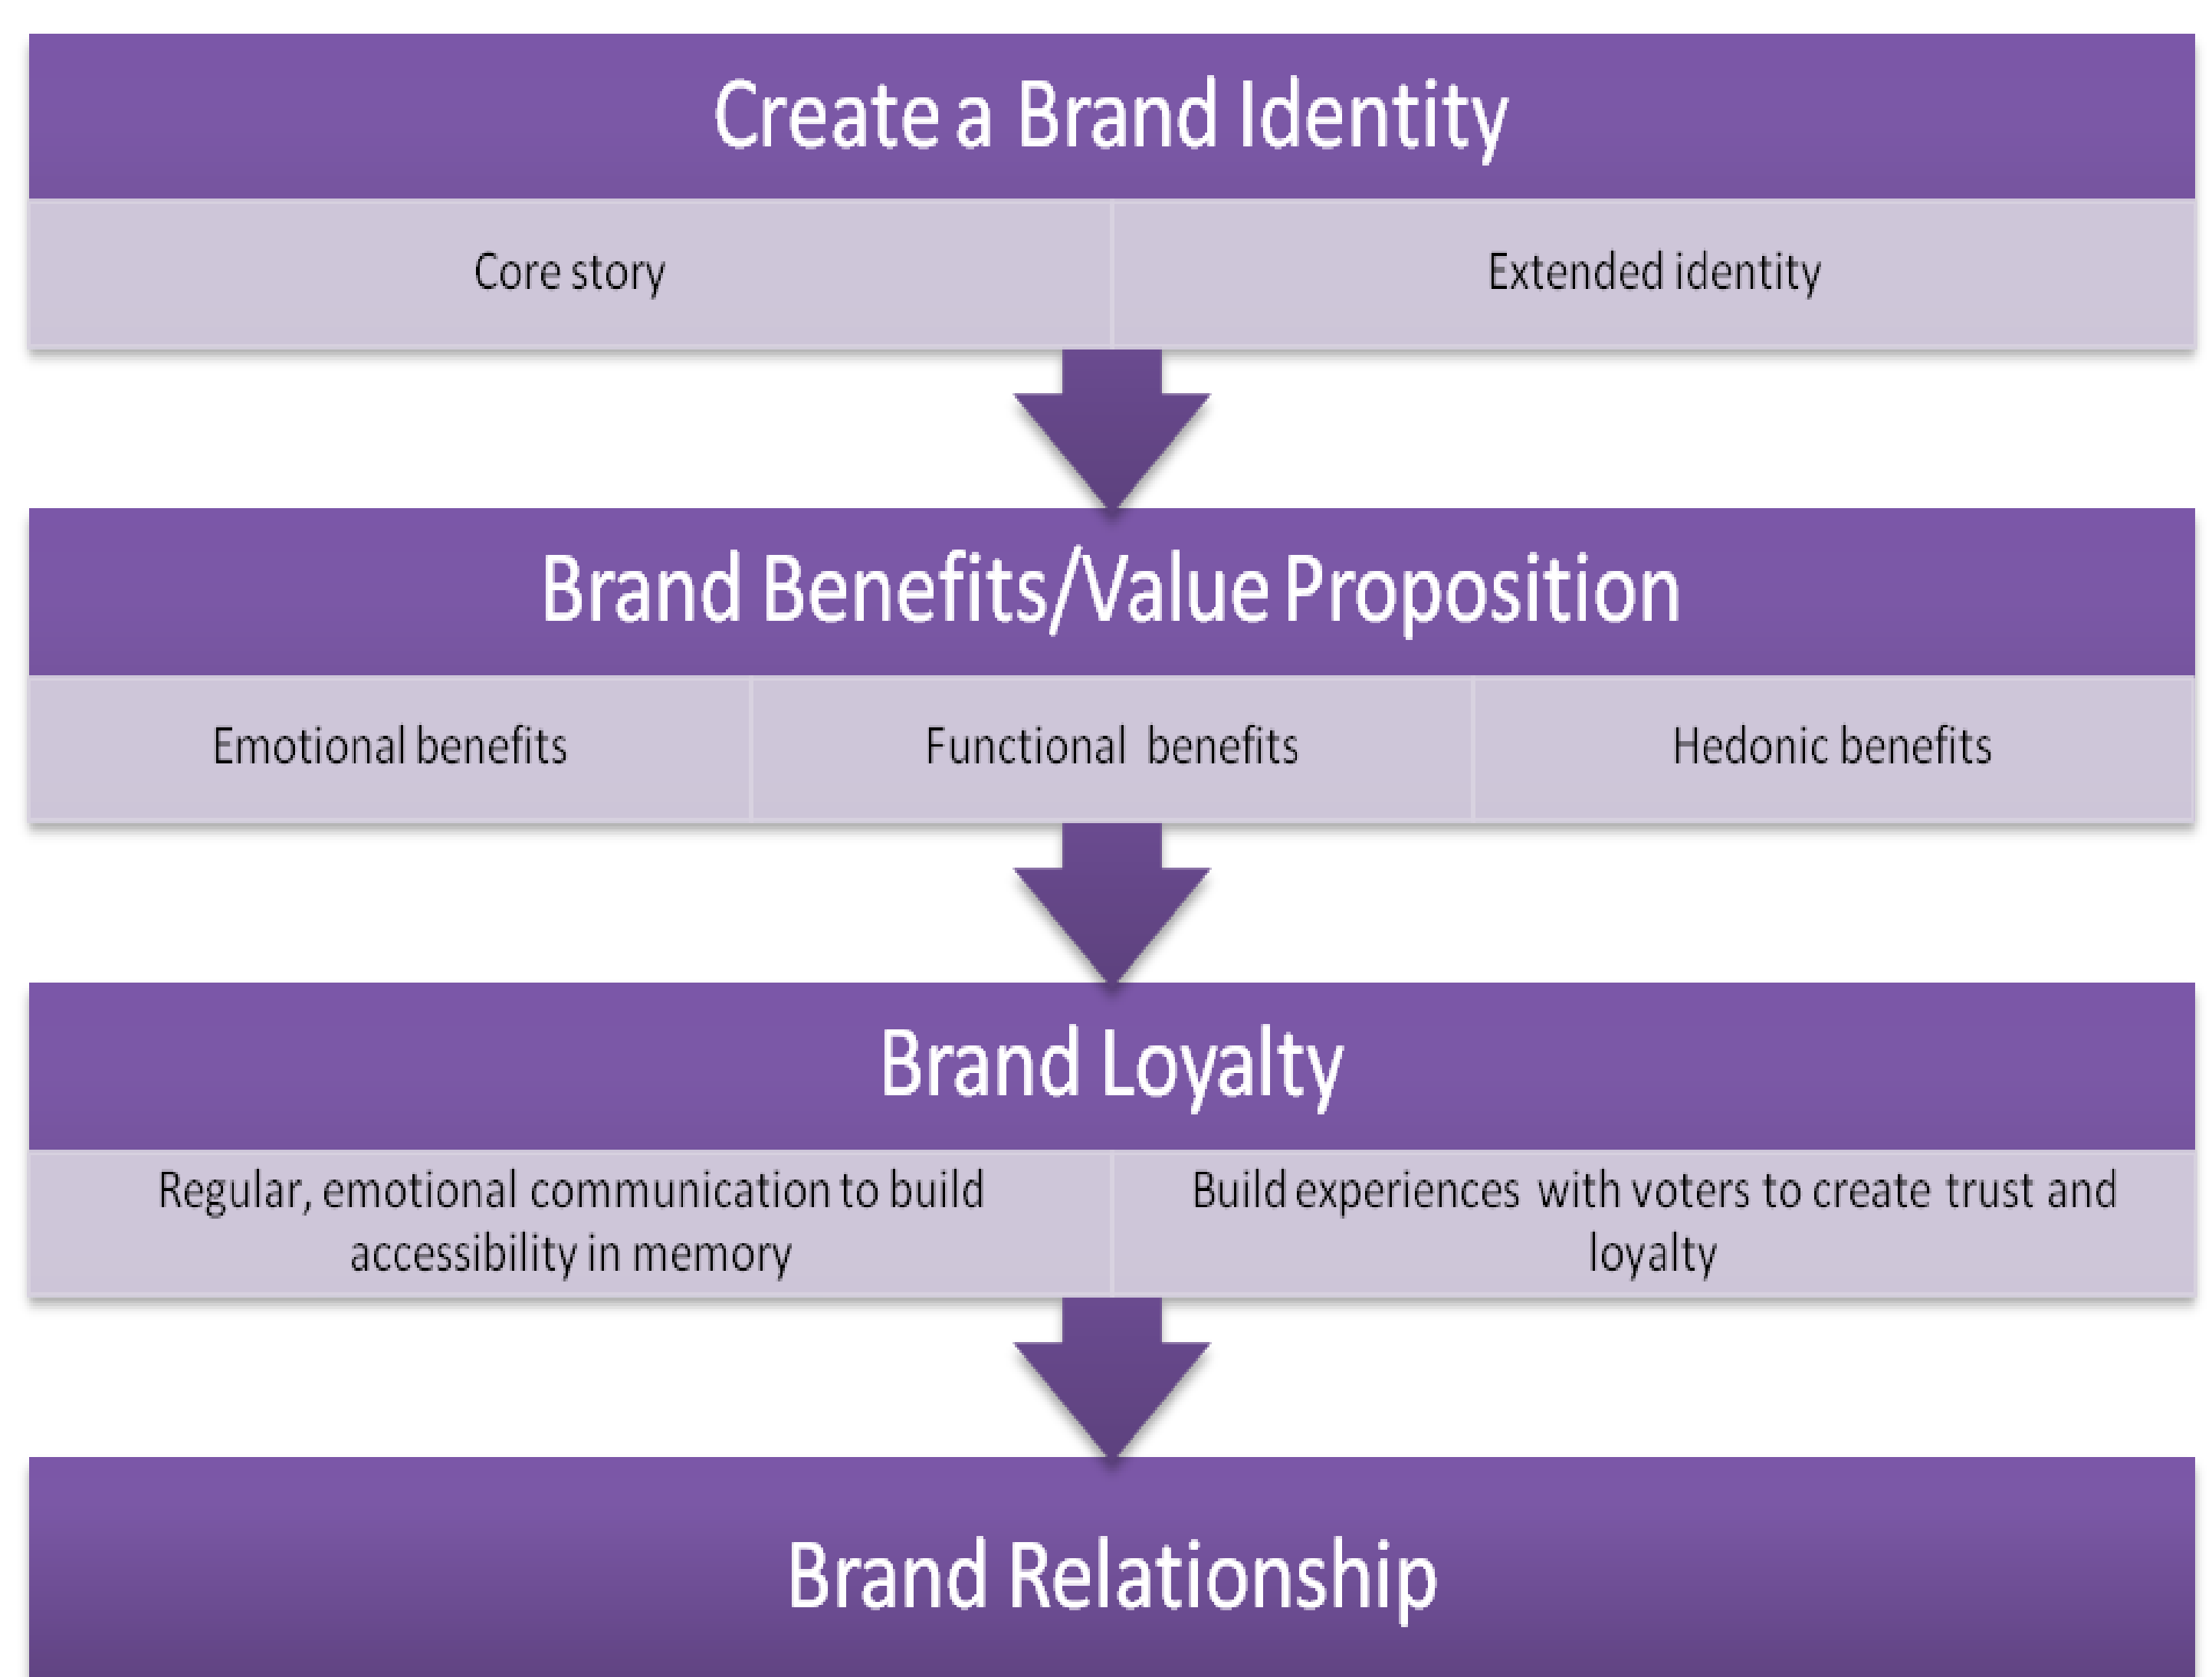 Create a Brand Identity
Core story
Extended identity
Brand Benefits/Value Proposition
Emotional benefits
Functional benefits
Hedonic benefits
Brand Loyalty
Regular, emotional communication to build
accessibility in memory
Build experiences with voters to create trust and
loyalty
Brand Relationship